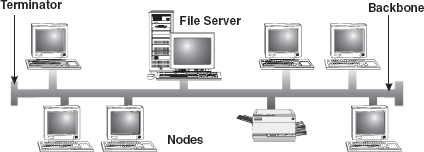 Terminator
File Server
Backbone
Nodes